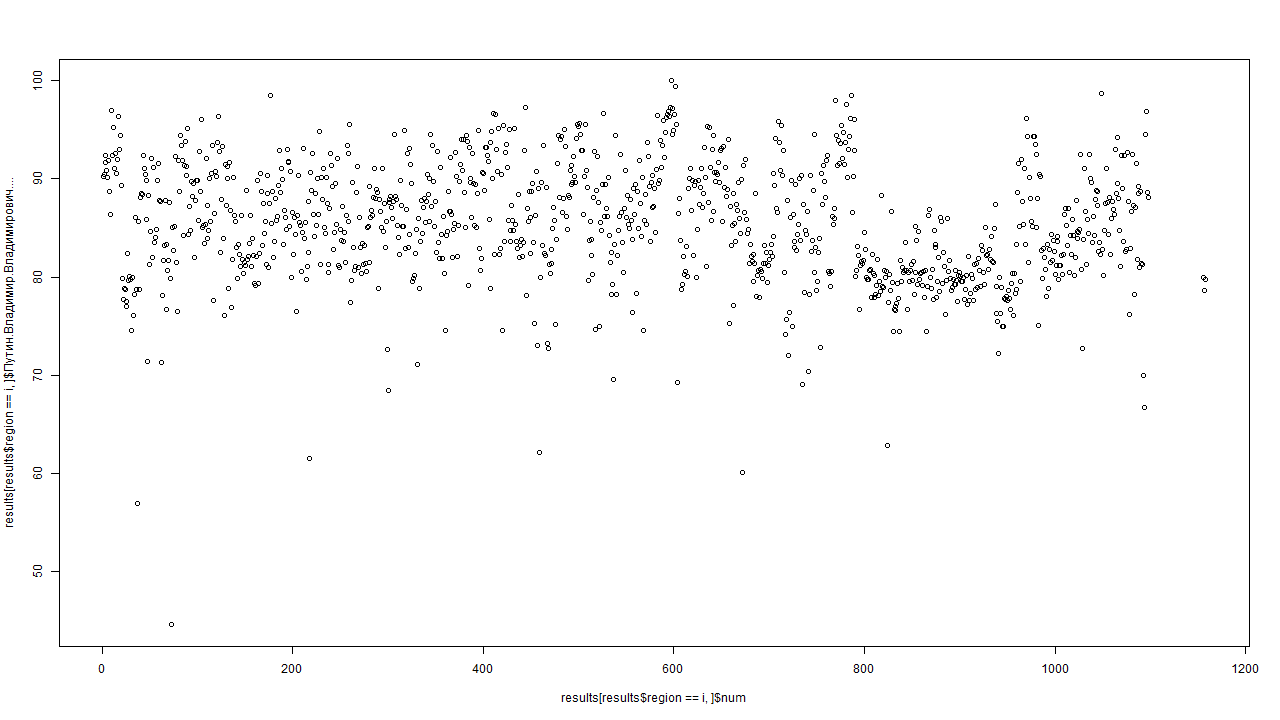 results[results$region == i, ]$Путин.Владимир.Владимирович...
100
90
80
70
60
50
0 200 400 600 800 1000 1200
results[results$region == i, ]$num